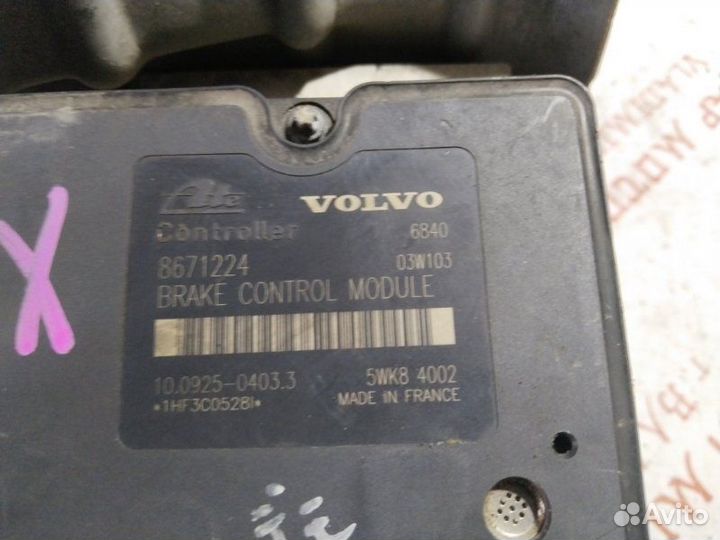 Ate VOLVO
Controller 6840
8671224 03W103
BRAKE CONTROL MODULE
10.0925-0403.3 5WK8 4002
*1HF3C0528I* MADE IN FRANCE
X
Avito